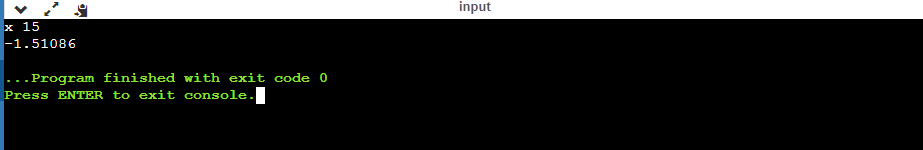 input
x 15
-1.51086
...Program finished with exit code 0
Press ENTER to exit console.